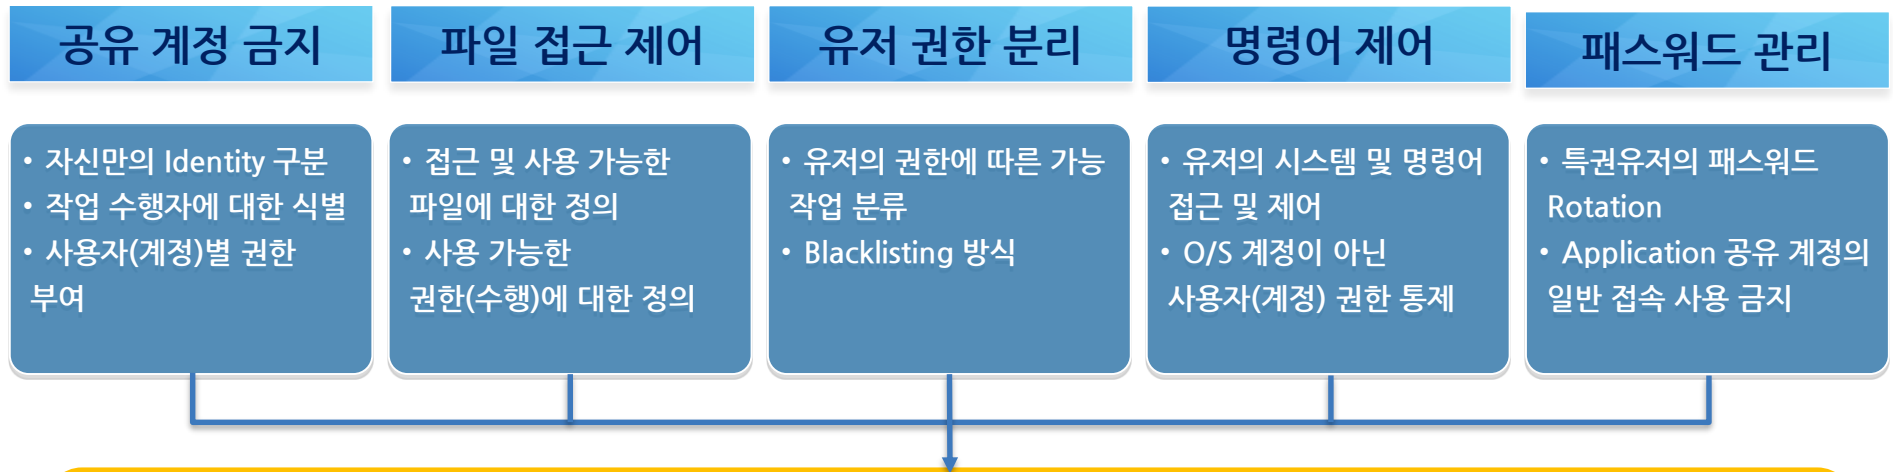 공유 계정 금지
• 자신만의 Identity 구분
• 작업 수행자에 대한 식별
• 사용자(계정)별 권한
부여
파일 접근 제어
• 접근 및 사용 가능한
파일에 대한 정의
• 사용 가능한
권한(수행)에 대한 정의
유저 권한 분리
• 유저의 권한에 따른 가능
작업 분류
• Blacklisting 방식
명령어 제어
• 유저의 시스템 및 명령어
접근 및 제어
• O/S 계정이 아닌
사용자(계정) 권한 통제
패스워드 관리
• 특권유저의 패스워드
Rotation
• Application 공유 계정의
일반 접속 사용 금지